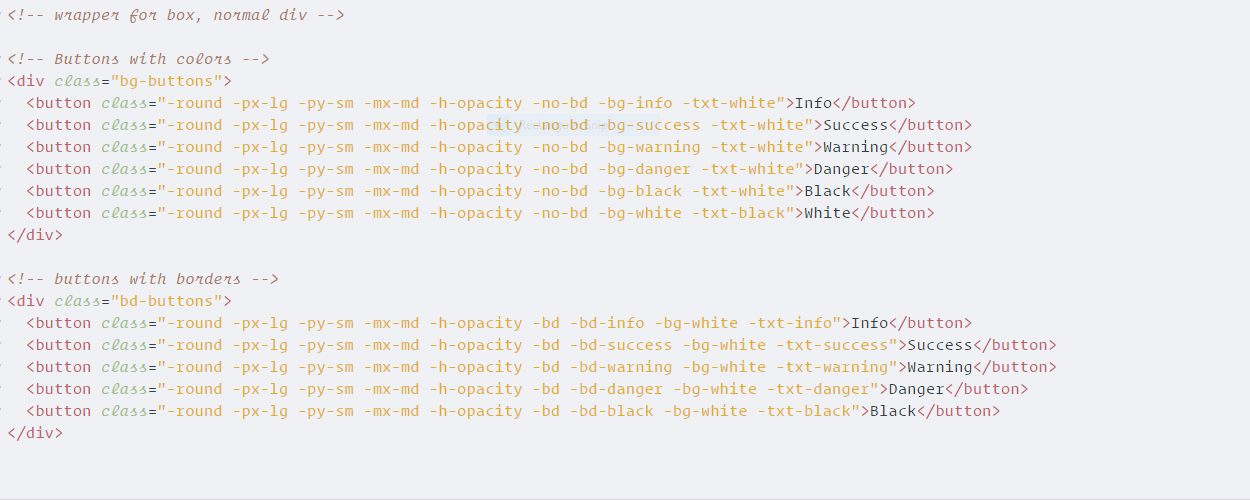 <!-- wrapper for box, normal div -->
<!-- Buttons with colors -->
<div class="bg-buttons">
<button class="-round -px-lg -py-sm -mx-md -h-opacity -no-bd -bg-info -txt-white">Info</button>
<button class="-round -px-lg -py-sm -mx-md -h-opacity -no-bd -bg-success -txt-white">Success</button>
<button class="-round -px-lg -py-sm -mx-md -h-opacity -no-bd -bg-warning -txt-white">Warning</button>
<button class="-round -px-lg -py-sm -mx-md -h-opacity -no-bd -bg-danger -txt-white">Danger</button>
<button class="-round -px-lg -py-sm -mx-md -h-opacity -no-bd -bg-black -txt-white">Black</button>
<button class="-round -px-lg -py-sm -mx-md -h-opacity -no-bd -bg-white -txt-black">White</button>
</div>
<!-- buttons with borders -->
<div class="bd-buttons">
<button class="-round -px-lg -py-sm -mx-md -h-opacity -bd -bd-info -bg-white -txt-info">Info</button>
<button class="-round -px-lg -py-sm -mx-md -h-opacity -bd -bd-success -bg-white -txt-success">Success</button>
<button class="-round -px-lg -py-sm -mx-md -h-opacity -bd -bd-warning -bg-white -txt-warning">Warning</button>
<button class="-round -px-lg -py-sm -mx-md -h-opacity -bd -bd-danger -bg-white -txt-danger">Danger</button>
<button class="-round -px-lg -py-sm -mx-md -h-opacity -bd -bd-black -bg-white -txt-black">Black</button>
</div>